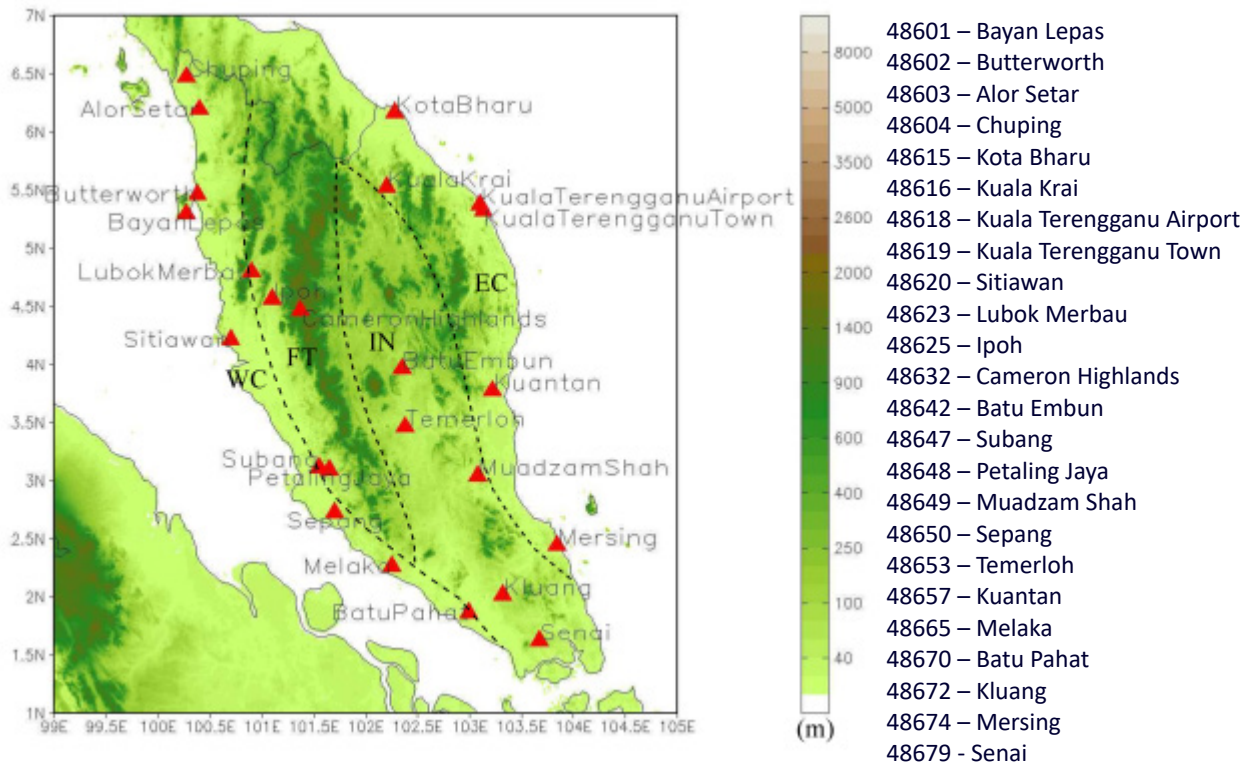 7N
6.5N
6N
5.5N
5N
4.5N
4N
3.5N
3N
2.5N
2N
1.5N
1N
99E
99.5E
100E
100.5E
101E
101.5E
102E
102.5E
103E
103.5E
104E
104.5E
105E
Chuping
AlorSetar
KotaBharu
KualaKrai
Butterworth
KualaTerengganuAirport
BayanLepas
KualaTerengganuTown
LubokMerbau
EC
Ipoh
CameronHighlands
Sitiawan
FT
IN
BatuEmbun
WC
Kuantan
Temerloh
Subang
PetalingJaya
MuadzamShah
Sepang
Mersing
Melaka
Kluang
BatuPahat
Senai
8000
5000
3500
2600
2000
1400
900
600
400
250
100
40
(m)
48601 – Bayan Lepas
48602 – Butterworth
48603 – Alor Setar
48604 – Chuping
48615 – Kota Bharu
48616 – Kuala Krai
48618 – Kuala Terengganu Airport
48619 – Kuala Terengganu Town
48620 – Sitiawan
48623 – Lubok Merbau
48625 – Ipoh
48632 – Cameron Highlands
48642 – Batu Embun
48647 – Subang
48648 – Petaling Jaya
48649 – Muadzam Shah
48650 – Sepang
48653 – Temerloh
48657 – Kuantan
48665 – Melaka
48670 – Batu Pahat
48672 – Kluang
48674 – Mersing
48679 - Senai